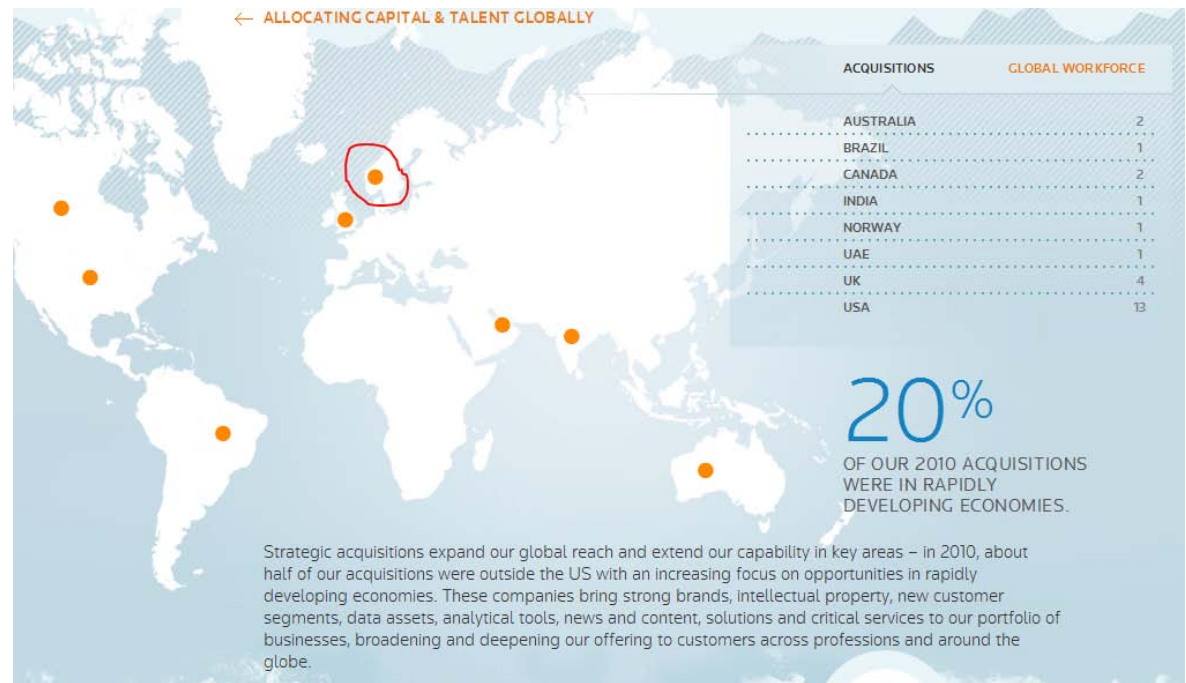 ← ALLOCATING CAPITAL & TALENT GLOBALLY
ACQUISITIONS GLOBAL WORKFORCE
AUSTRALIA 2
BRAZIL 1
CANADA 2
INDIA 1
NORWAY 1
UAE 1
UK 4
USA 13
20%
OF OUR 2010 ACQUISITIONS
WERE IN RAPIDLY
DEVELOPING ECONOMIES.
Strategic acquisitions expand our global reach and extend our capability in key areas – in 2010, about
half of our acquisitions were outside the US with an increasing focus on opportunities in rapidly
developing economies. These companies bring strong brands, intellectual property, new customer
segments, data assets, analytical tools, news and content, solutions and critical services to our portfolio of
businesses, broadening and deepening our offering to customers across professions and around the
globe.